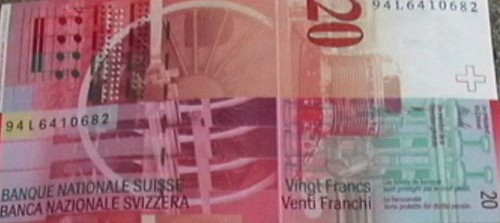 20
94L6410682
94L6410682
BANQUE NATIONALE SUISSE
BANCA NAZIONALE SVIZZERA
Vingt Francs
Venti Franchi
20